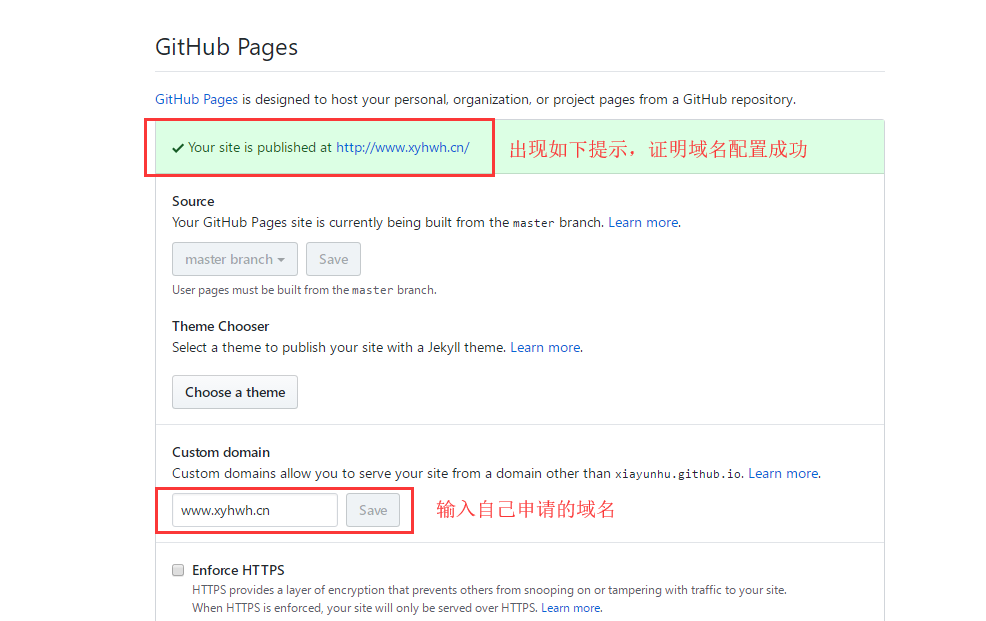 GitHub Pages
GitHub Pages is designed to host your personal, organization, or project pages from a GitHub repository.
Your site is published at http://www.xyhwh.cn/ 出现如下提示，证明域名配置成功
Source
Your GitHub Pages site is currently being built from the master branch. Learn more.
master branch Save
User pages must be built from the master branch.
Theme Chooser
Select a theme to publish your site with a Jekyll theme. Learn more.
Choose a theme
Custom domain
Custom domains allow you to serve your site from a domain other than xiayunhu.github.io. Learn more.
www.xyhwh.cn Save 输入自己申请的域名
Enforce HTTPS
HTTPS provides a layer of encryption that prevents others from snooping on or tampering with traffic to your site.
When HTTPS is enforced, your site will only be served over HTTPS. Learn more.